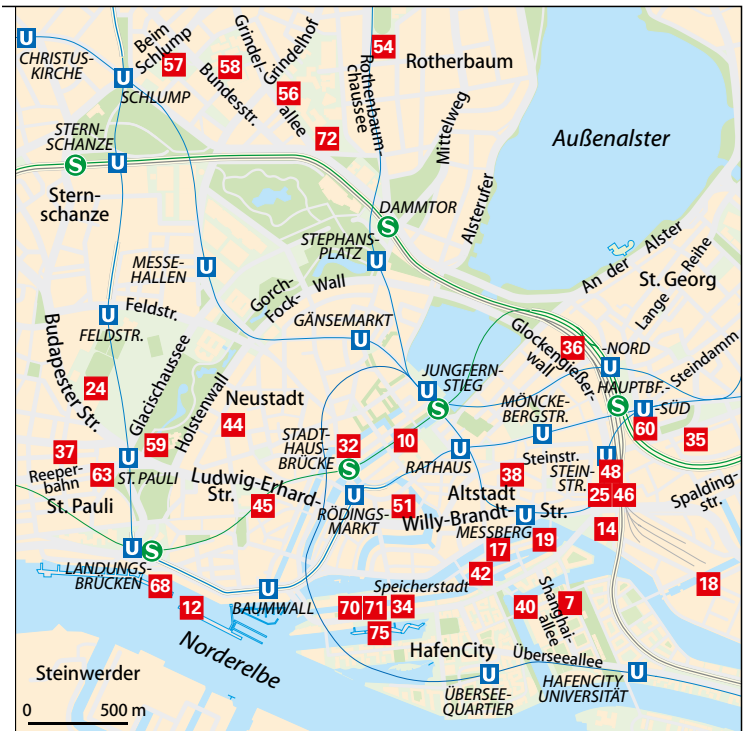 U
CHRISTUS-
KIRCHE
Beim
Schlump
57
58
Grindel-
allee
Grindelhof
56
Bundesstr.
54
Rothenbaum-
chaussee
Rotherbaum
U
SCHLUMP
72
Mittelweg
Außenalster
STERN-
SCHANZE
S
U
Stern-
schanze
DAMMTOR
S
Alsterufer
STEPHANS-
PLATZ
U
MESSE-
HALLEN
U
An der Alster
St. Georg
Lange Reihe
Gorch-
Fock-
Wall
GÄNSEMARKT
U
Feldstr.
U
FELDSTR.
Budapester Str.
24
Glacischaussee
Holstenwall
Neustadt
44
Glockengießer-
wall
36
-NORD
U
HAUPTBF.-
S
U
-SÜD
60
Steindamm
35
JUNGFERN-
STIEG
U
S
MÖNCKE-
BERGSTR.
U
STADT-
HAUS-
BRÜCKE
32
S
10
RATHAUS
U
37
Reeper-
bahn
63
59
U
ST. PAULI
St. Pauli
Ludwig-Erhard-
Str.
45
U
RÖDINGS-
MARKT
51
Altstadt
38
Steinstr.
STEIN-
STR.
U
48
25
46
Spalding-
str.
Willy-Brandt-
Str.
U
MESSBERG
19
17
14
42
18
U
S
LANDUNGS-
BRÜCKEN
68
12
U
BAUMWALL
Speicherstadt
70
71
34
75
40
7
Shanghai-
allee
Norderelbe
HafenCity
Überseeallee
Steinwerder
U
ÜBERSEE-
QUARTIER
U
HAFENCITY
UNIVERSITÄT
0
500 m